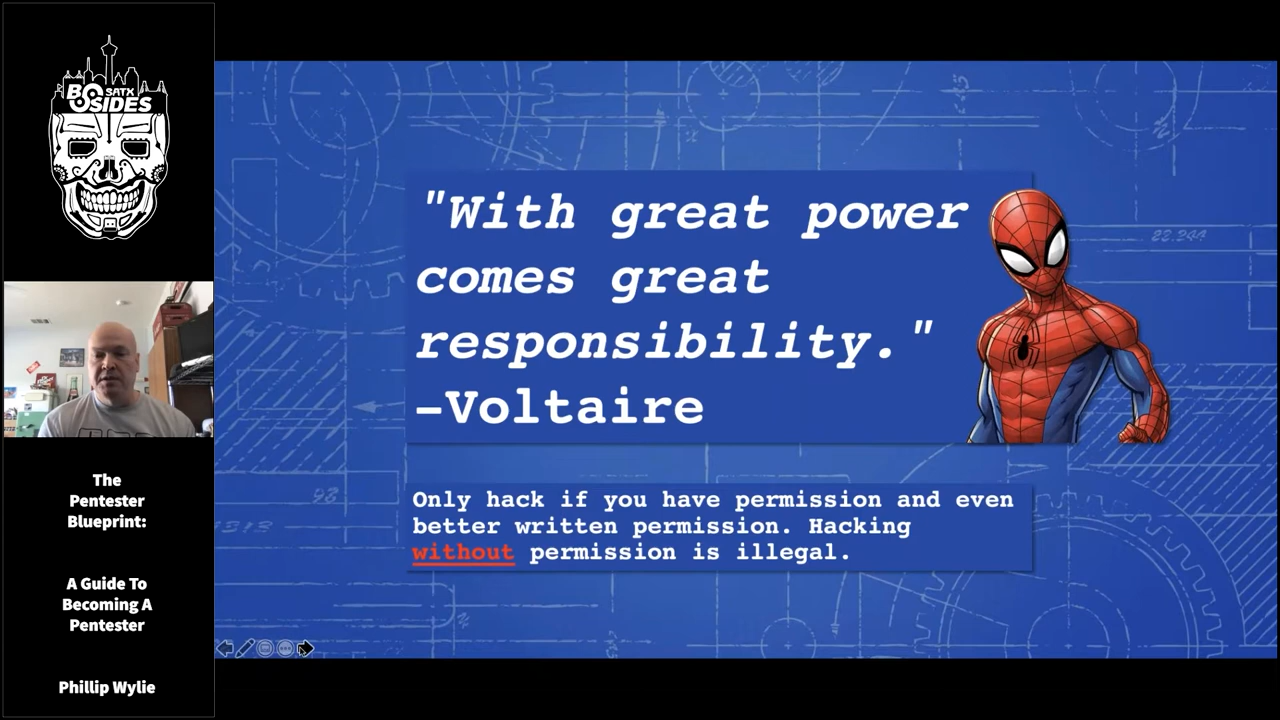 BSIDES
SATX
The
Pentester
Blueprint:
A Guide To
Becoming A
Pentester
Phillip Wylie
"With great power
comes great
responsibility."
–Voltaire
Only hack if you have permission and even
better written permission. Hacking
without permission is illegal.